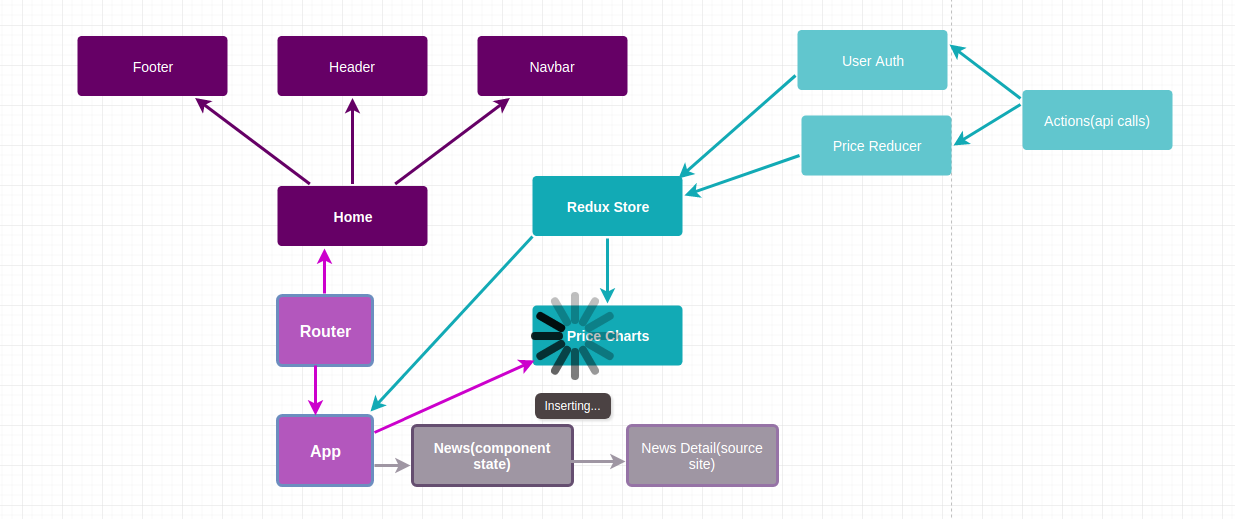 Footer
Header
Navbar
User Auth
Actions(api calls)
Price Reducer
Home
Redux Store
Router
Price Charts
Inserting...
App
News(component
state)
News Detail(source
site)